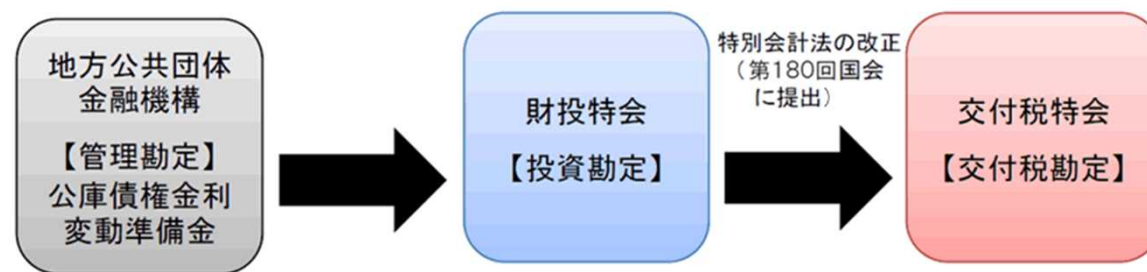 地方公共団体
金融機構
【管理勘定】
公庫債権金利
変動準備金
財投特会
【投資勘定】
特別会計法の改正
（第180回国会
に提出）
交付税特会
【交付税勘定】